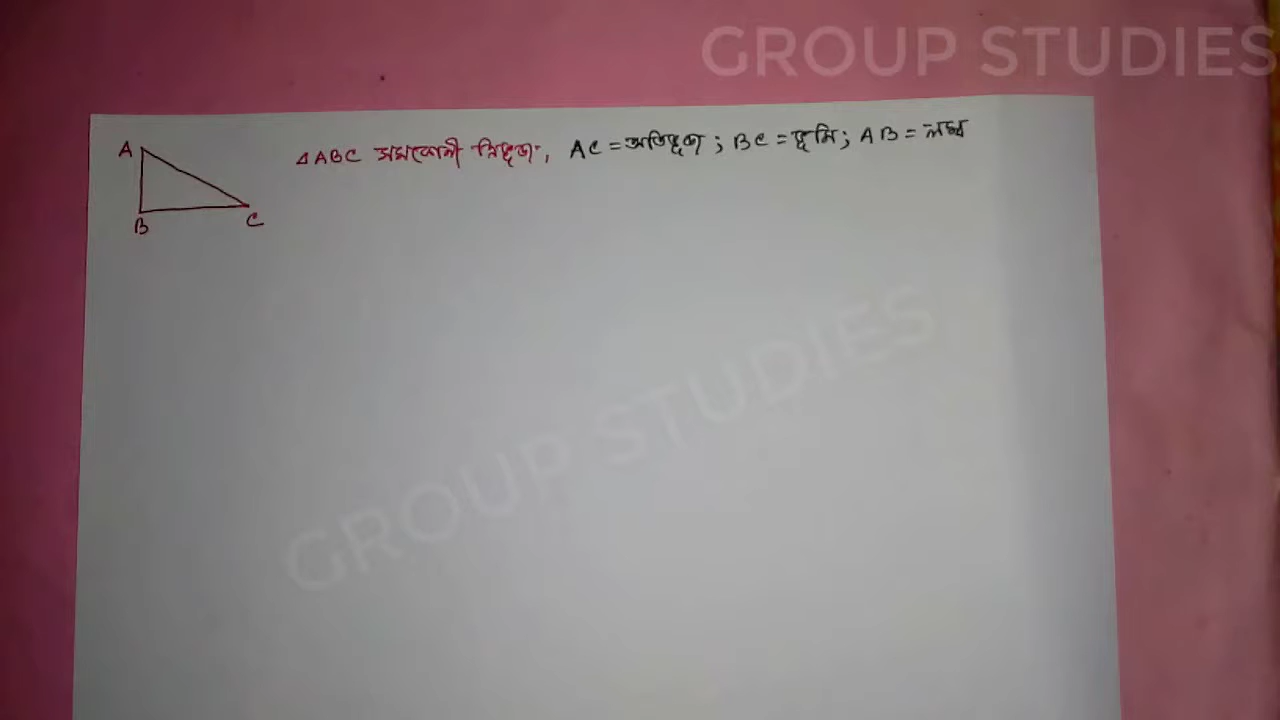 GROUP STUDIES
ΔABC সমকোণী ত্রিভুজ, AC = অতিভুজ ; BC = ভূমি ; AB = লম্ব
A
B
C
GROUP STUDIES